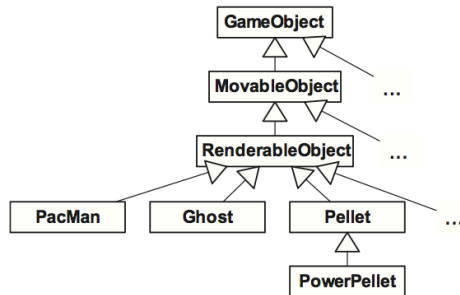 GameObject
MovableObject
...
RenderableObject
...
PacMan
Ghost
Pellet
...
PowerPellet